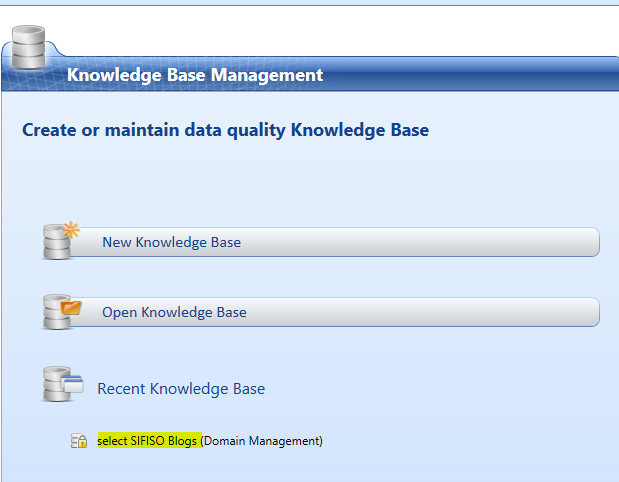 Knowledge Base Management
Create or maintain data quality Knowledge Base
New Knowledge Base
Open Knowledge Base
Recent Knowledge Base
select SIFISO Blogs (Domain Management)